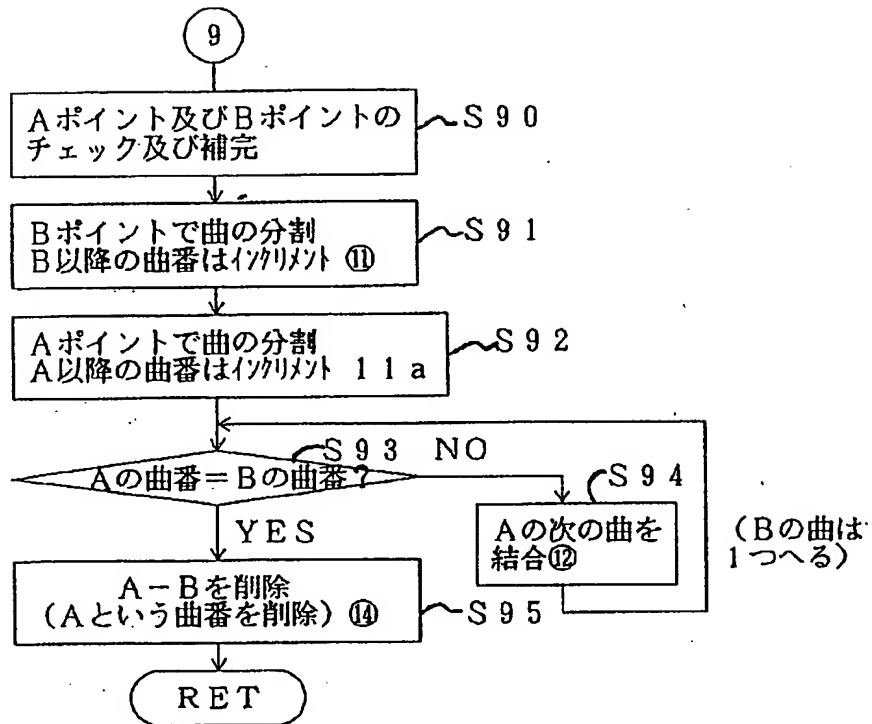 9
Aポイント及びBポイントの
チェック及び補完
S90
Bポイントで曲の分割
B以降の曲番はインクリメント ⑪
S91
Aポイントで曲の分割
A以降の曲番はインクリメント 11a
S92
S93 NO
Aの曲番=Bの曲番?
YES
S94
Aの次の曲を
結合⑫
(Bの曲は
1つへる)
A-Bを削除
(Aという曲番を削除) ⑭
S95
RET